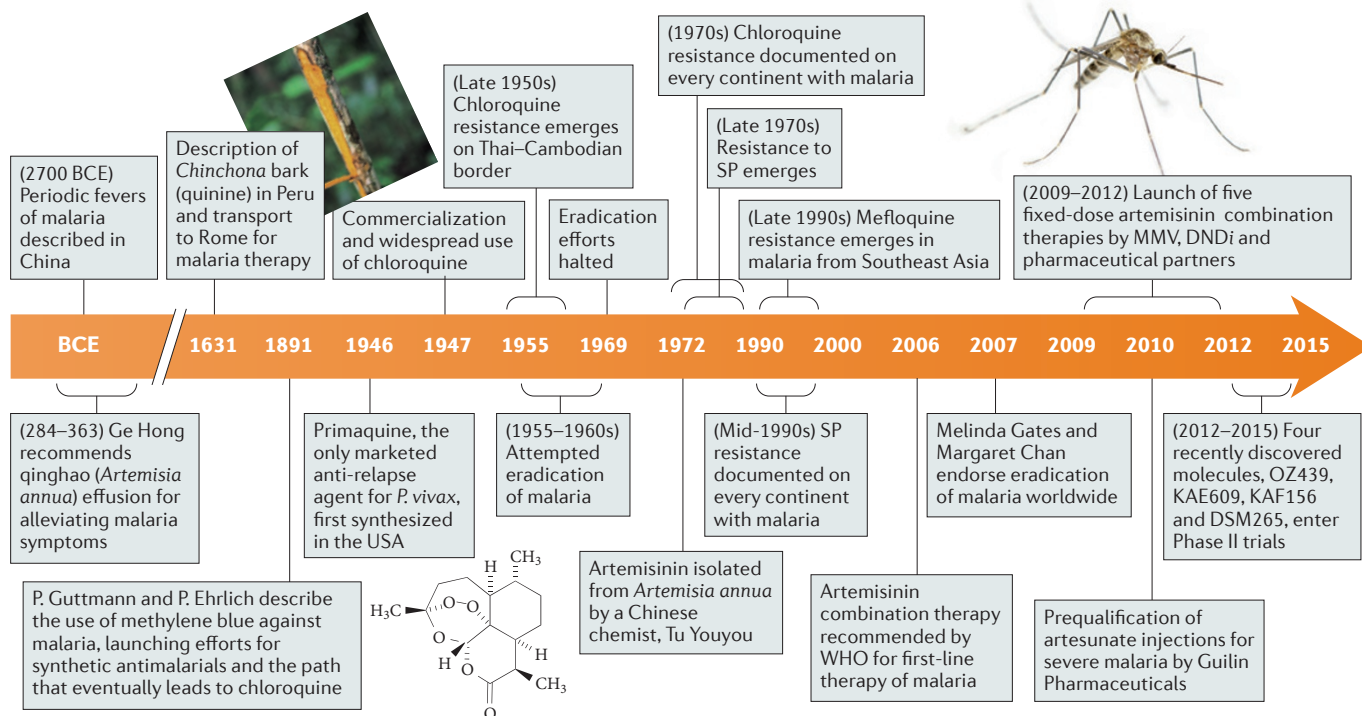 (2700 BCE)
Periodic fevers
of malaria
described in
China
Description of
Chinchona bark
(quinine) in Peru
and transport
to Rome for
malaria therapy
Commercialization
and widespread use
of chloroquine
(Late 1950s)
Chloroquine
resistance emerges
on Thai–Cambodian
border
Eradication
efforts
halted
(1970s) Chloroquine
resistance documented on
every continent with malaria
(Late 1970s)
Resistance to
SP emerges
(Late 1990s) Mefloquine
resistance emerges in
malaria from Southeast Asia
(2009–2012) Launch of five
fixed-dose artemisinin combination
therapies by MMV, DNDi and
pharmaceutical partners
BCE 1631 1891 1946 1947 1955 1969 1972 1990 2000 2006 2007 2009 2010 2012 2015
(284–363) Ge Hong
recommends
qinghao (Artemisia
annua) effusion for
alleviating malaria
symptoms
P. Guttmann and P. Ehrlich describe
the use of methylene blue against
malaria, launching efforts for
synthetic antimalarials and the path
that eventually leads to chloroquine
Primaquine, the
only marketed
anti-relapse
agent for P. vivax,
first synthesized
in the USA
H
CH3
H3C
O
O
O
O
H
H
CH3
O
(1955–1960s)
Attempted
eradication
of malaria
Artemisinin isolated
from Artemisia annua
by a Chinese
chemist, Tu Youyou
(Mid-1990s) SP
resistance
documented on
every continent
with malaria
Artemisinin
combination therapy
recommended by
WHO for first-line
therapy of malaria
Melinda Gates and
Margaret Chan
endorse eradication
of malaria worldwide
Prequalification of
artesunate injections for
severe malaria by Guilin
Pharmaceuticals
(2012–2015) Four
recently discovered
molecules, OZ439,
KAE609, KAF156
and DSM265, enter
Phase II trials